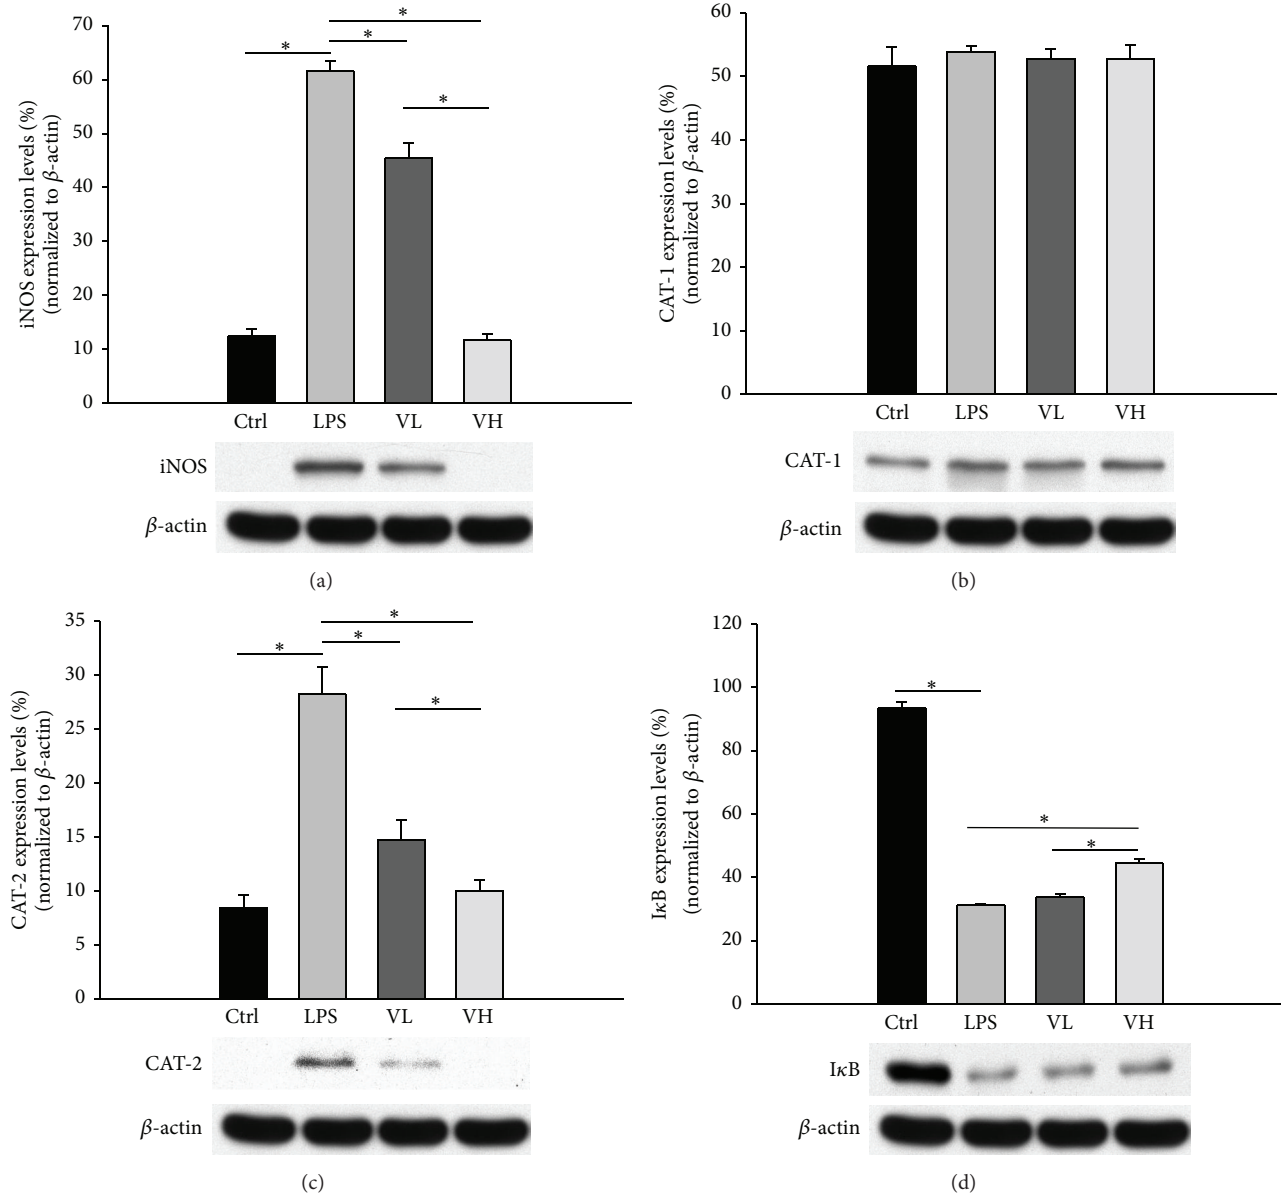 iNOS expression levels (%)
(normalized to β-actin)
70
60
50
40
30
20
10
0
*
*
*
*
Ctrl LPS VL VH
iNOS
β-actin
(a)
CAT-1 expression levels (%)
(normalized to β-actin)
60
50
40
30
20
10
0
Ctrl LPS VL VH
CAT-1
β-actin
(b)
CAT-2 expression levels (%)
(normalized to β-actin)
35
30
25
20
15
10
5
0
*
*
*
*
Ctrl LPS VL VH
CAT-2
β-actin
(c)
IκB expression levels (%)
(normalized to β-actin)
120
100
80
60
40
20
0
*
*
*
Ctrl LPS VL VH
IκB
β-actin
(d)